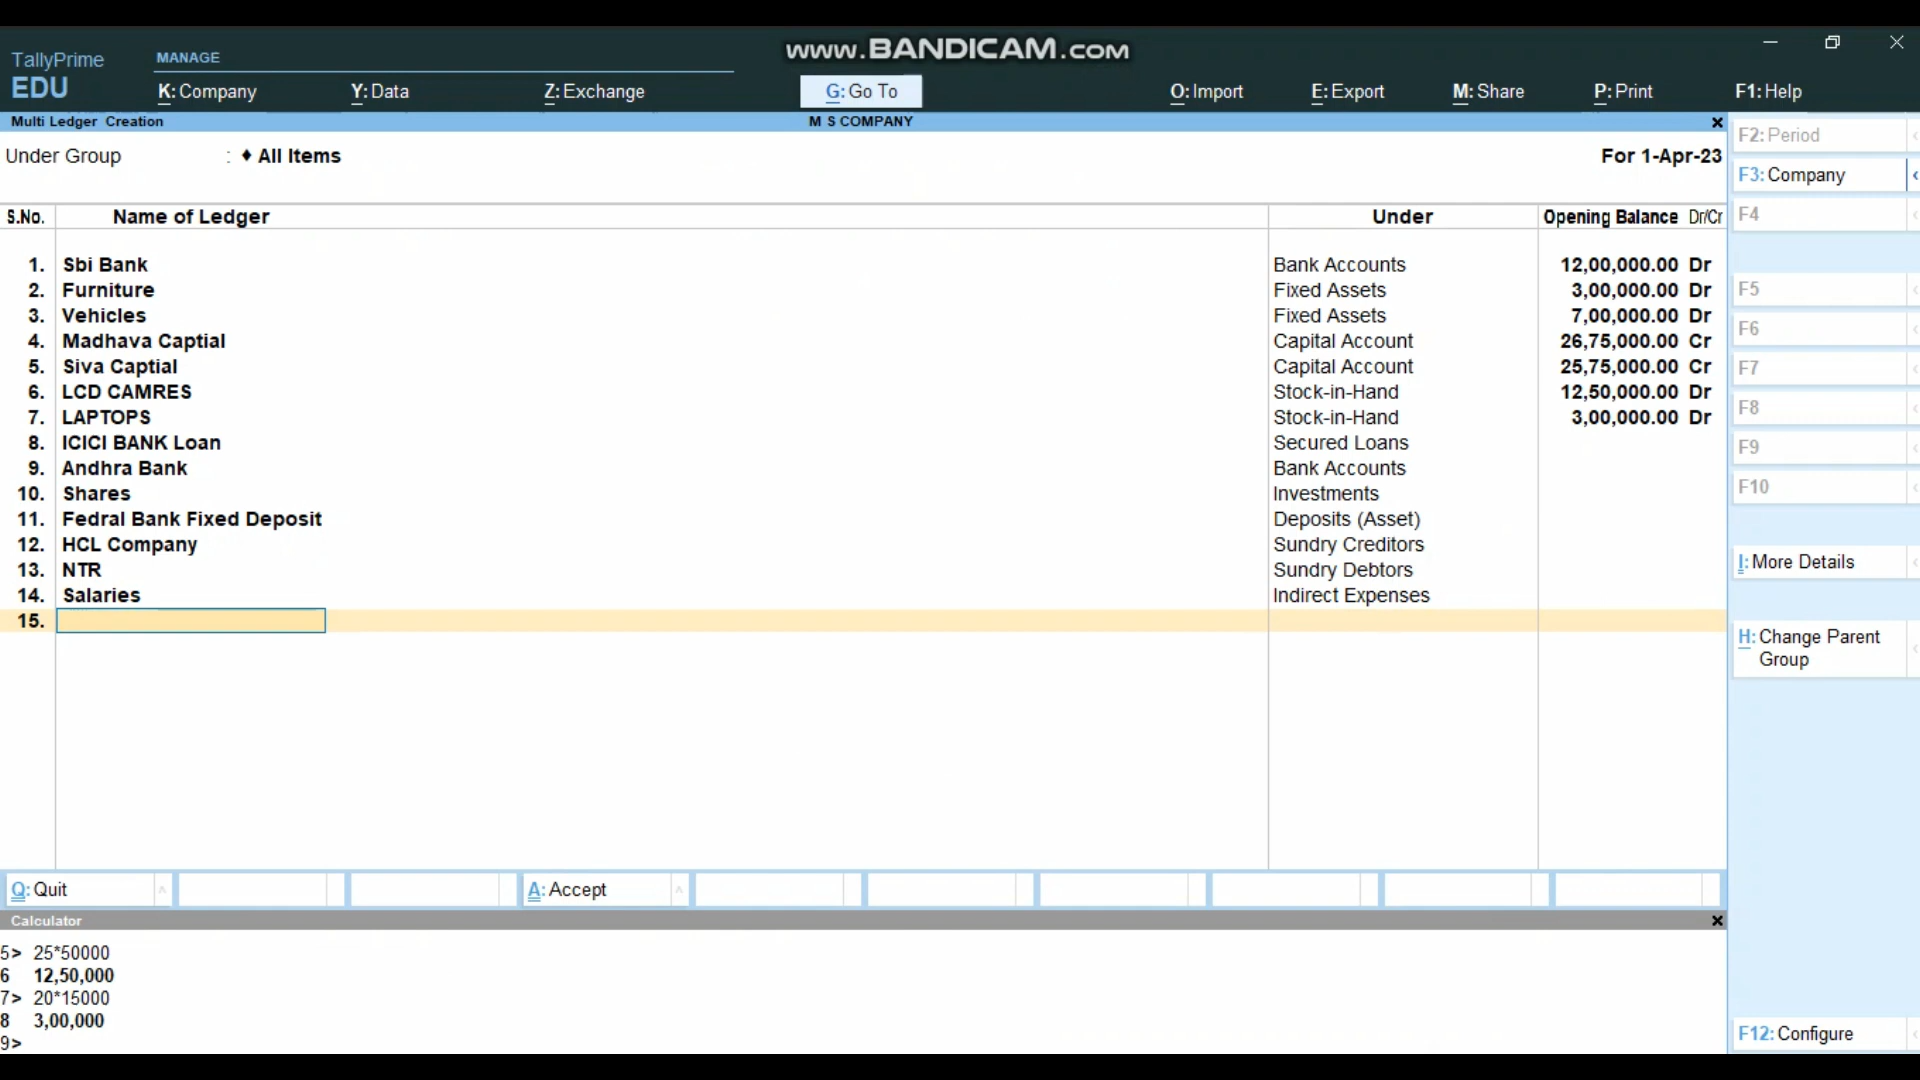 www.BANDICAM.com
TallyPrime
EDU
MANAGE
K: Company
Y: Data
Z: Exchange
G: Go To
O: Import
E: Export
M: Share
P: Print
F1: Help
Multi Ledger Creation
M S COMPANY
Under Group : ♦ All Items
For 1-Apr-23
S.No. Name of Ledger Under Opening Balance Dr/Cr
1. Sbi Bank Bank Accounts 12,00,000.00 Dr
2. Furniture Fixed Assets 3,00,000.00 Dr
3. Vehicles Fixed Assets 7,00,000.00 Dr
4. Madhava Captial Capital Account 26,75,000.00 Cr
5. Siva Captial Capital Account 25,75,000.00 Cr
6. LCD CAMRES Stock-in-Hand 12,50,000.00 Dr
7. LAPTOPS Stock-in-Hand 3,00,000.00 Dr
8. ICICI BANK Loan Secured Loans
9. Andhra Bank Bank Accounts
10. Shares Investments
11. Fedral Bank Fixed Deposit Deposits (Asset)
12. HCL Company Sundry Creditors
13. NTR Sundry Debtors
14. Salaries Indirect Expenses
15.
F2: Period
F3: Company
F4
F5
F6
F7
F8
F9
F10
I: More Details
H: Change Parent
Group
F12: Configure
Q: Quit
A: Accept
Calculator
5> 25*50000
6 12,50,000
7> 20*15000
8 3,00,000
9>